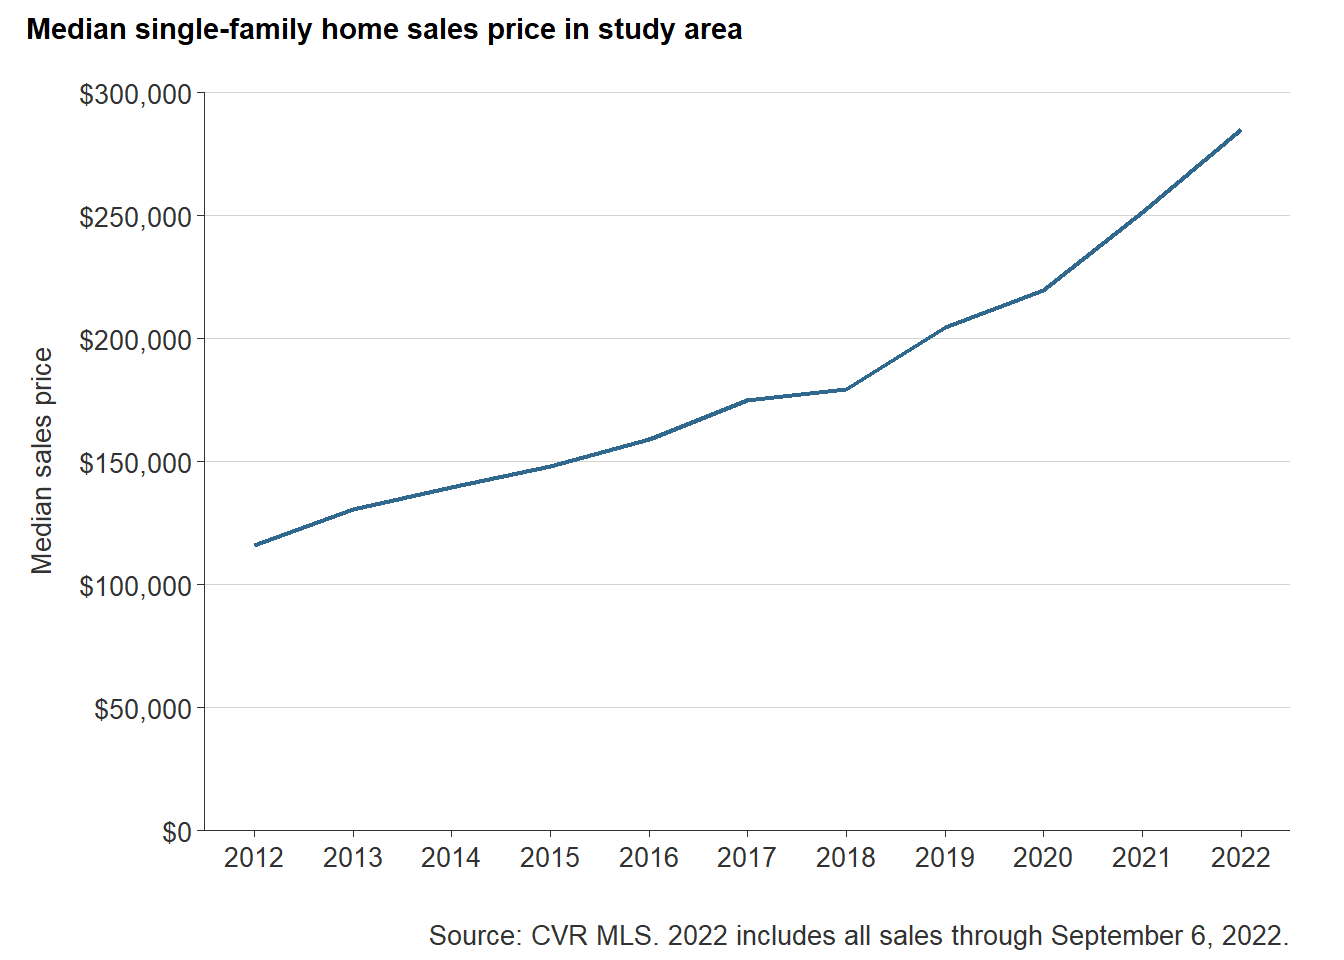 Median single-family home sales price in study area
$300,000
$250,000
$200,000
$150,000
$100,000
$50,000
$0
Median sales price
2012 2013 2014 2015 2016 2017 2018 2019 2020 2021 2022
Source: CVR MLS. 2022 includes all sales through September 6, 2022.